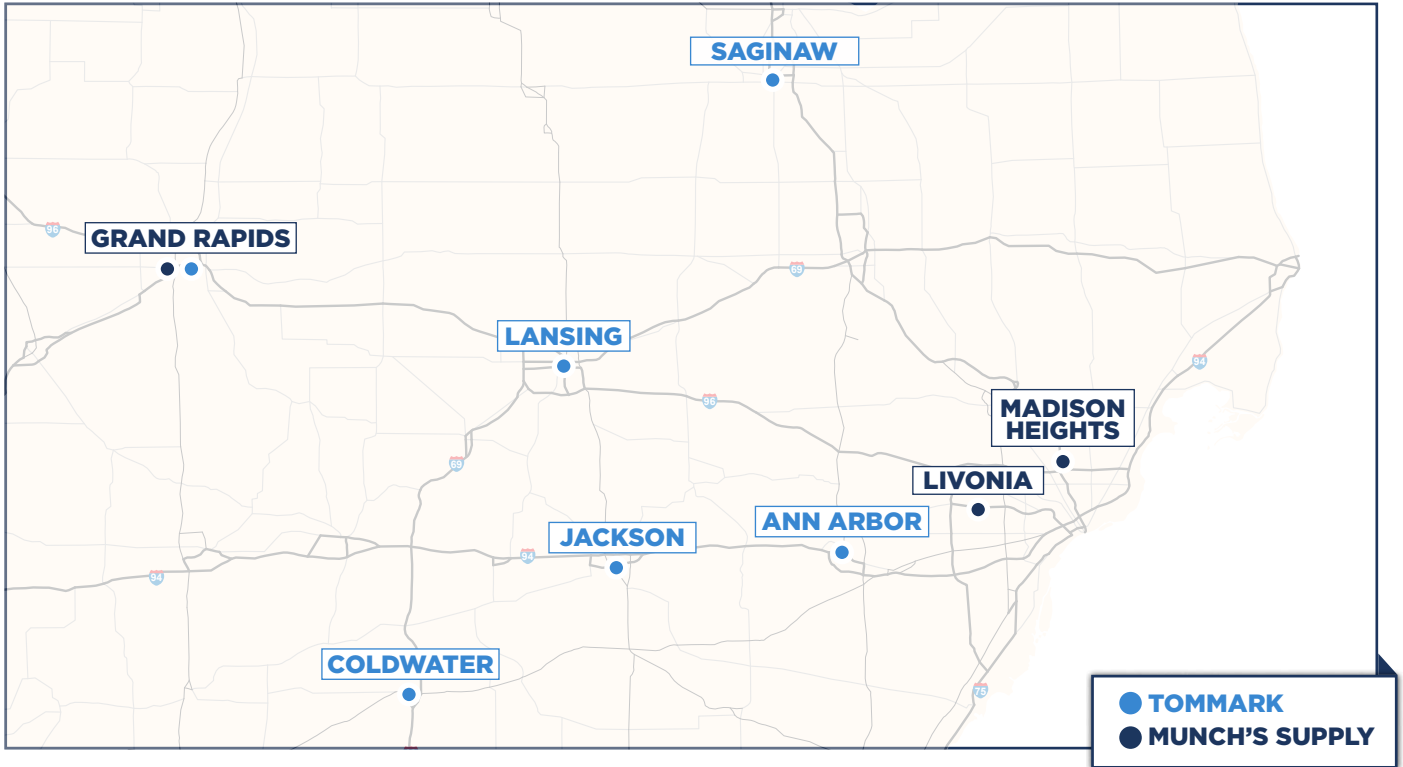 SAGINAW
96
GRAND RAPIDS
69
LANSING
94
96
MADISON
HEIGHTS
69
LIVONIA
ANN ARBOR
JACKSON
94
94
COLDWATER
75
TOMMARK
MUNCH'S SUPPLY